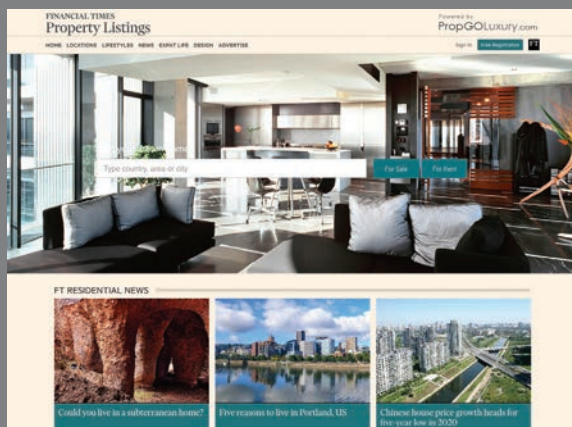 FINANCIAL TIMES
Property Listings
Powered by
PropGOLuxury.com
HOME LOCATIONS LIFESTYLES NEWS EXPAT LIFE DESIGN ADVERTISE
Sign In
Free Registration
FT
Type country, area or city
For Sale
For Rent
FT RESIDENTIAL NEWS
Could you live in a subterranean home?
Five reasons to live in Portland, US
Chinese house price growth heads for
five-year low in 2020